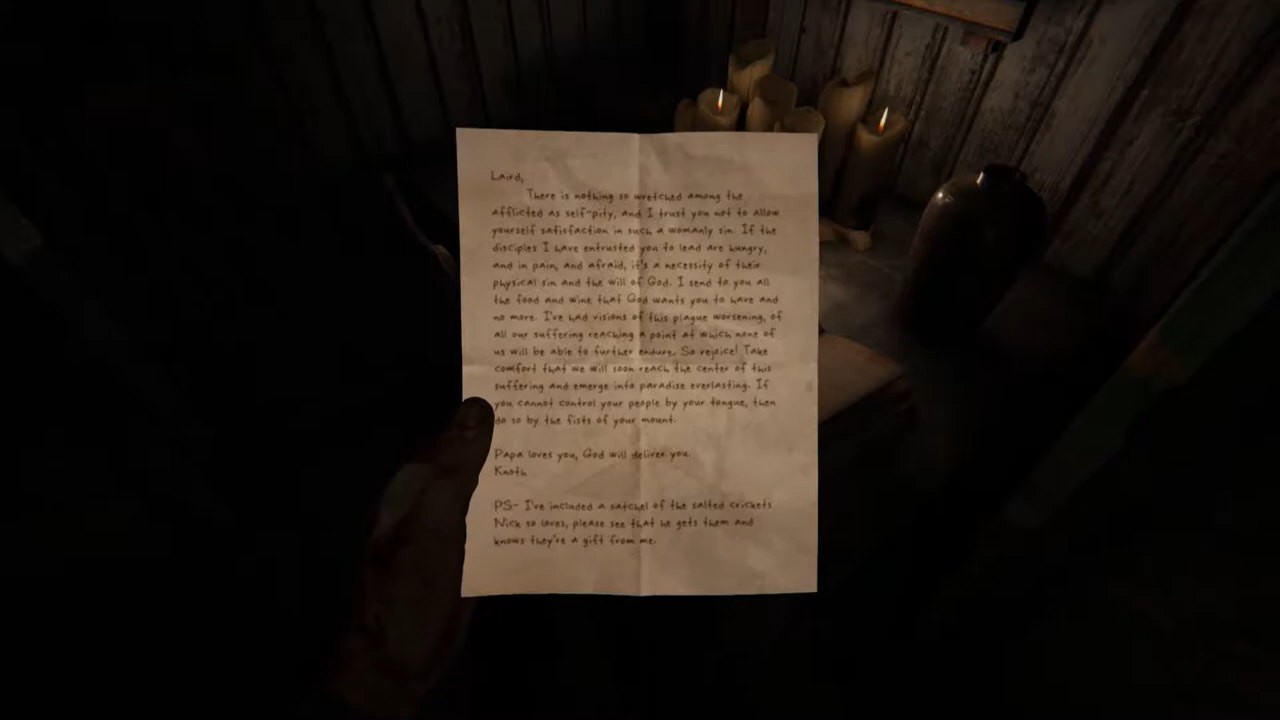 Laird,
There is nothing so wretched among the
afflicted as self-pity, and I trust you not to allow
yourself satisfaction in such a womanly sin. If the
disciples I have entrusted you to lead are hungry,
and in pain, and afraid, it's a necessity of their
physical sin and the will of God. I send to you all
the food and wine that God wants you to have and
no more. I've had visions of this plague worsening, of
all our suffering reaching a point at which none of
us will be able to further endure. So rejoice! Take
comfort that we will soon reach the center of this
suffering and emerge into paradise everlasting. If
you cannot control your people by your tongue, then
do so by the fists of your mount.
Papa loves you, God will deliver you.
Knoth
PS- I've included a satchel of the salted crickets
Nick so loves, please see that he gets them and
knows they're a gift from me.